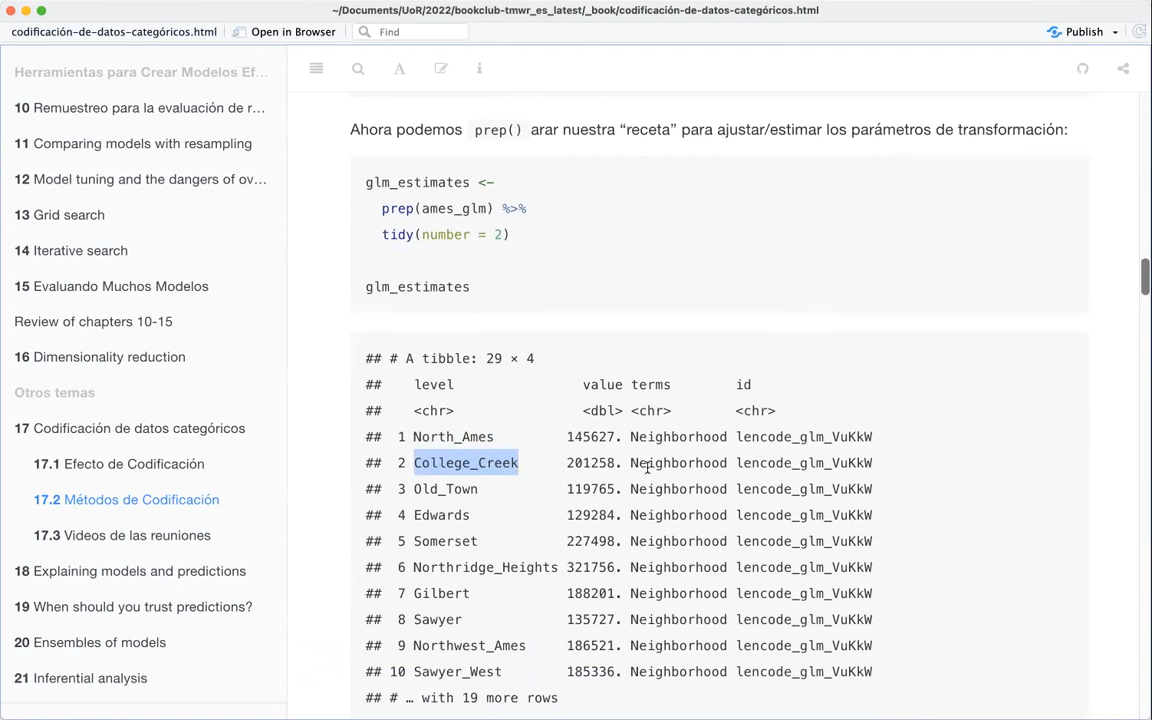 ~/Documents/UoR/2022/bookclub-tmwr_es_latest/_book/codificación-de-datos-categóricos.html
codificación-de-datos-categóricos.html
Open in Browser
Find
Publish
Herramientas para Crear Modelos Ef…
10 Remuestreo para la evaluación de r…
11 Comparing models with resampling
12 Model tuning and the dangers of ov…
13 Grid search
14 Iterative search
15 Evaluando Muchos Modelos
Review of chapters 10-15
16 Dimensionality reduction
Otros temas
17 Codificación de datos categóricos
17.1 Efecto de Codificación
17.2 Métodos de Codificación
17.3 Videos de las reuniones
18 Explaining models and predictions
19 When should you trust predictions?
20 Ensembles of models
21 Inferential analysis
Ahora podemos prep() arar nuestra “receta” para ajustar/estimar los parámetros de transformación:
glm_estimates <-
prep(ames_glm) %>%
tidy(number = 2)
glm_estimates
## # A tibble: 29 × 4
## level value terms id
## <chr> <dbl> <chr> <chr>
## 1 North_Ames 145627. Neighborhood lencode_glm_VuKkW
## 2 College_Creek 201258. Neighborhood lencode_glm_VuKkW
## 3 Old_Town 119765. Neighborhood lencode_glm_VuKkW
## 4 Edwards 129284. Neighborhood lencode_glm_VuKkW
## 5 Somerset 227498. Neighborhood lencode_glm_VuKkW
## 6 Northridge_Heights 321756. Neighborhood lencode_glm_VuKkW
## 7 Gilbert 188201. Neighborhood lencode_glm_VuKkW
## 8 Sawyer 135727. Neighborhood lencode_glm_VuKkW
## 9 Northwest_Ames 186521. Neighborhood lencode_glm_VuKkW
## 10 Sawyer_West 185336. Neighborhood lencode_glm_VuKkW
## # … with 19 more rows